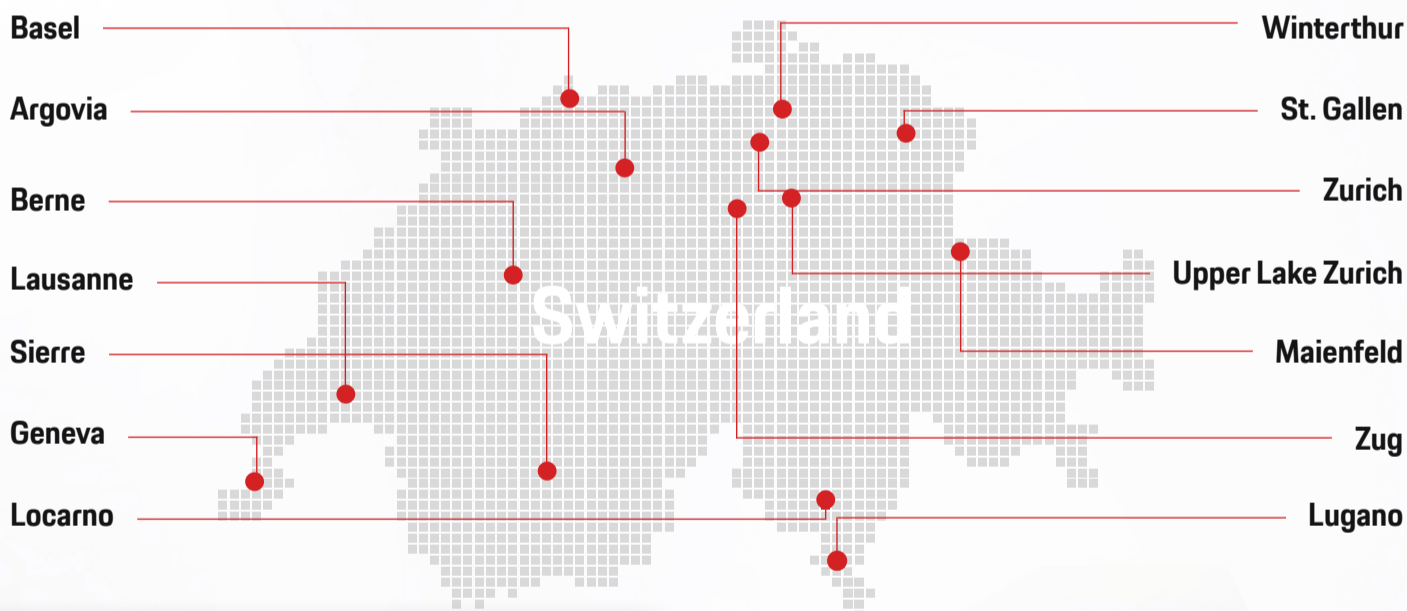 Basel
Argovia
Berne
Lausanne
Sierre
Geneva
Locarno
Switzerland
Winterthur
St. Gallen
Zurich
Upper Lake Zurich
Maienfeld
Zug
Lugano